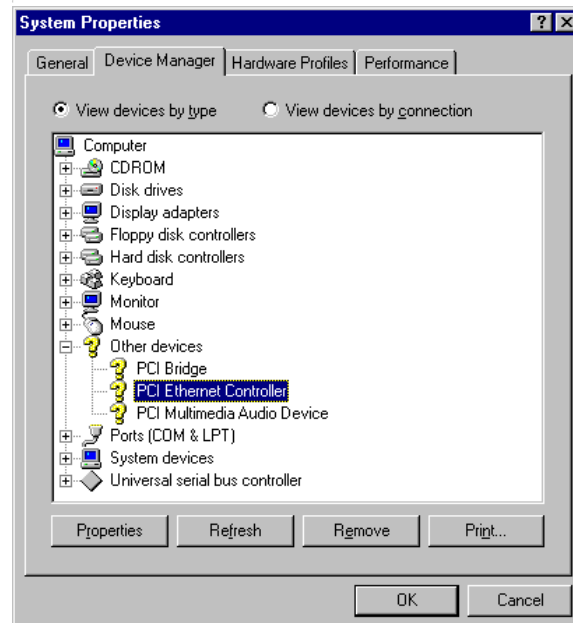 System Properties
General Device Manager Hardware Profiles Performance
View devices by type View devices by connection
Computer
CDROM
Disk drives
Display adapters
Floppy disk controllers
Hard disk controllers
Keyboard
Monitor
Mouse
Other devices
PCI Bridge
PCI Ethernet Controller
PCI Multimedia Audio Device
Ports (COM & LPT)
System devices
Universal serial bus controller
Properties Refresh Remove Print...
OK Cancel